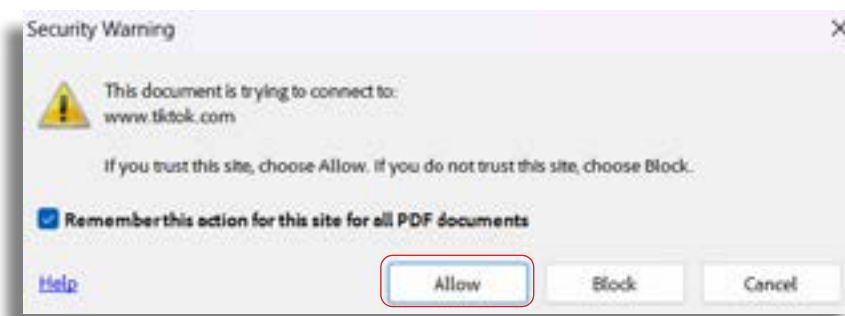 Security Warning
This document is trying to connect to:
www.tiktok.com
If you trust this site, choose Allow. If you do not trust this site, choose Block.
Remember this action for this site for all PDF documents
Help
Allow
Block
Cancel